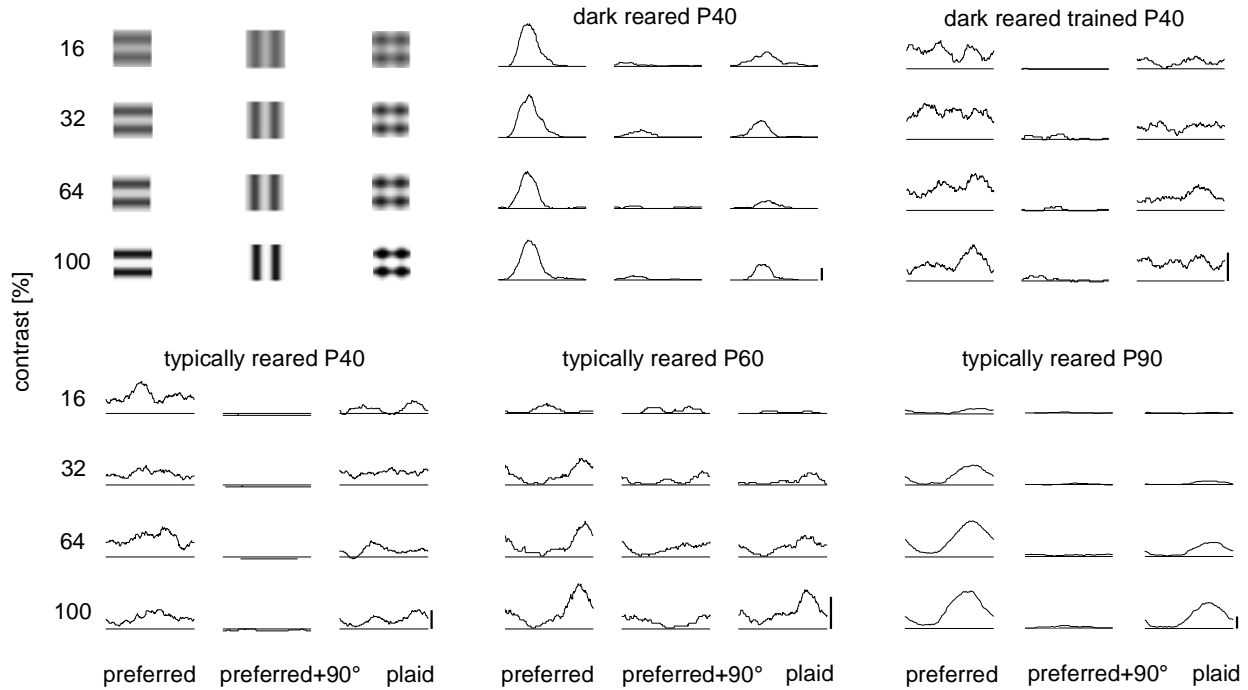 dark reared P40
dark reared trained P40
16
32
64
100
contrast [%]
typically reared P40
typically reared P60
typically reared P90
16
32
64
100
preferred preferred+90° plaid preferred preferred+90° plaid preferred preferred+90° plaid